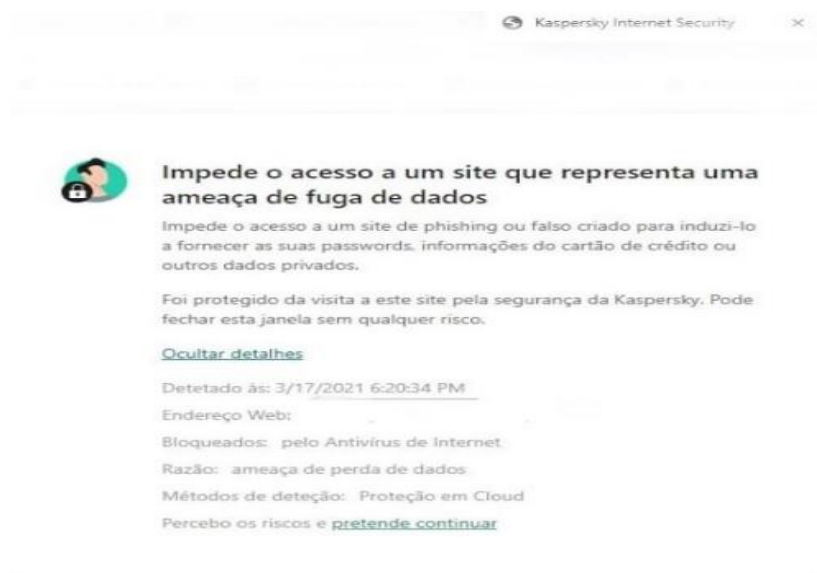 Kaspersky Internet Security
Impede o acesso a um site que representa uma
ameaça de fuga de dados
Impede o acesso a um site de phishing ou falso criado para induzi-lo
a fornecer as suas passwords, informações do cartão de crédito ou
outros dados privados.
Foi protegido da visita a este site pela segurança da Kaspersky. Pode
fechar esta janela sem qualquer risco.
Ocultar detalhes
Detetado às: 3/17/2021 6:20:34 PM
Endereço Web:
Bloqueados: pelo Antivírus de Internet
Razão: ameaça de perda de dados
Métodos de deteção: Proteção em Cloud
Percebo os riscos e pretende continuar